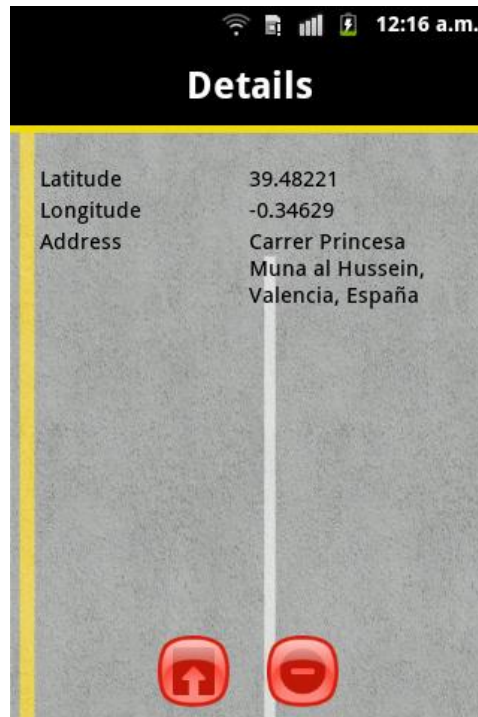 12:16 a.m.
Details
Latitude 39.48221
Longitude -0.34629
Address Carrer Princesa
Muna al Hussein,
Valencia, España